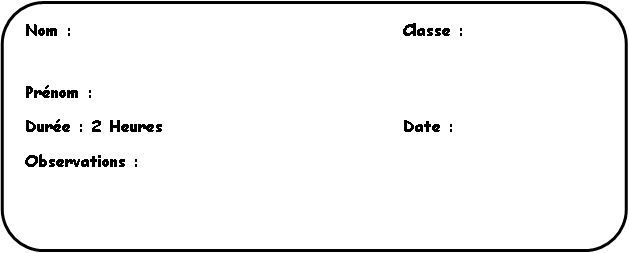 Nom : Classe :
Prénom :
Durée : 2 Heures Date :
Observations :